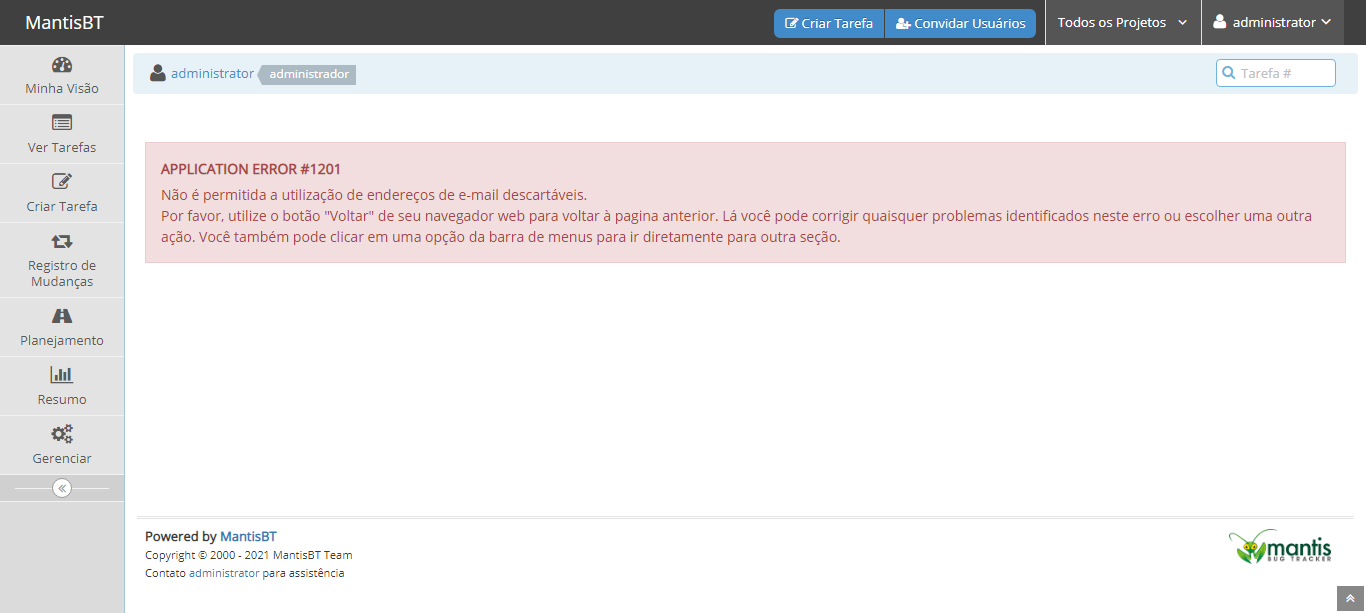 MantisBT
Criar Tarefa
Convidar Usuários
Todos os Projetos
administrator
Minha Visão
Ver Tarefas
Criar Tarefa
Registro de
Mudanças
Planejamento
Resumo
Gerenciar
administrator administrador
Tarefa #
APPLICATION ERROR #1201
Não é permitida a utilização de endereços de e-mail descartáveis.
Por favor, utilize o botão "Voltar" de seu navegador web para voltar à pagina anterior. Lá você pode corrigir quaisquer problemas identificados neste erro ou escolher uma outra
ação. Você também pode clicar em uma opção da barra de menus para ir diretamente para outra seção.
Powered by MantisBT
Copyright © 2000 - 2021 MantisBT Team
Contato administrator para assistência
mantis
BUG TRACKER